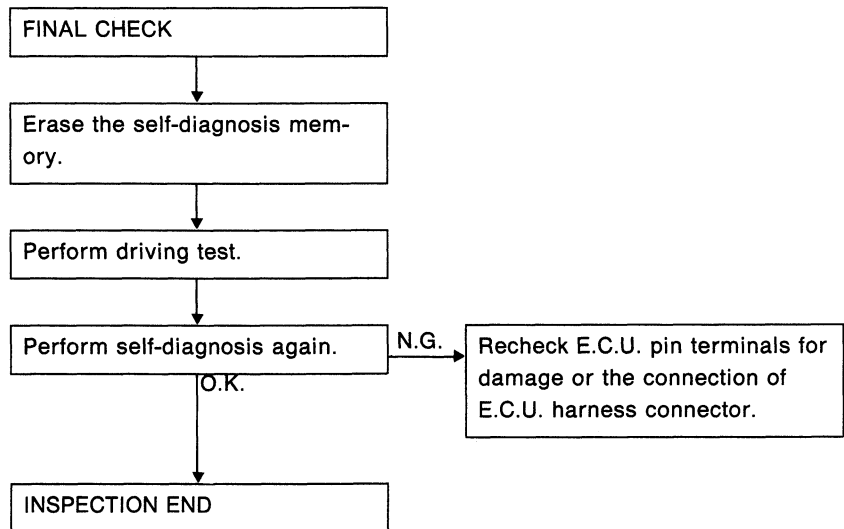 FINAL CHECK
Erase the self-diagnosis mem-
ory.
Perform driving test.
Perform self-diagnosis again.
N.G.
Recheck E.C.U. pin terminals for
damage or the connection of
E.C.U. harness connector.
O.K.
INSPECTION END